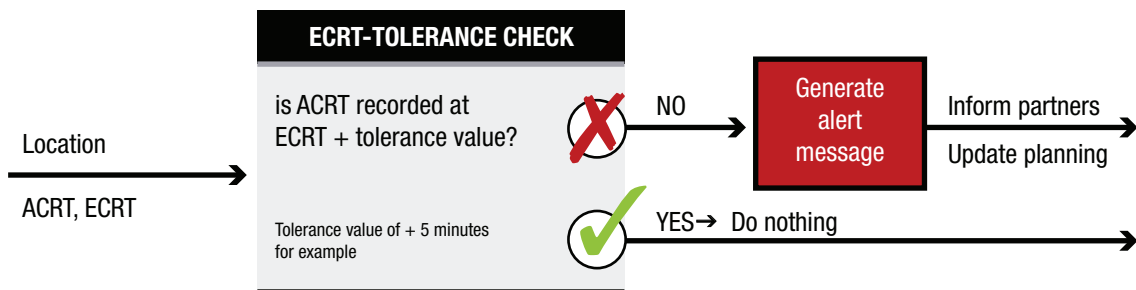 ECRT-TOLERANCE CHECK
is ACRT recorded at
ECRT + tolerance value?
NO
Generate
alert
message
Inform partners
Update planning
Location
ACRT, ECRT
Tolerance value of + 5 minutes
for example
YES→ Do nothing